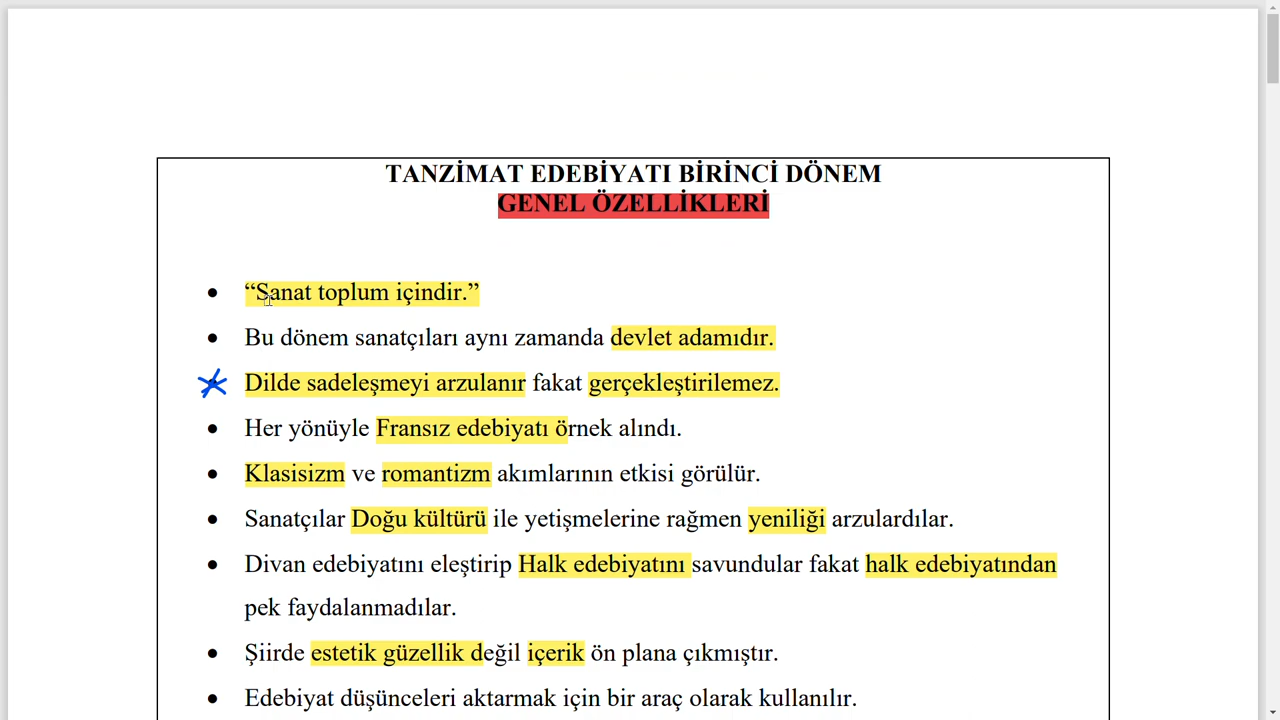 TANZİMAT EDEBİYATI BİRİNCİ DÖNEM
GENEL ÖZELLİKLERİ
• “Sanat toplum içindir.”
• Bu dönem sanatçıları aynı zamanda devlet adamıdır.
• Dilde sadeleşmeyi arzulanır fakat gerçekleştirilemez.
• Her yönüyle Fransız edebiyatı örnek alındı.
• Klasisizm ve romantizm akımlarının etkisi görülür.
• Sanatçılar Doğu kültürü ile yetişmelerine rağmen yeniliği arzulardılar.
• Divan edebiyatını eleştirip Halk edebiyatını savundular fakat halk edebiyatından
pek faydalanmadılar.
• Şiirde estetik güzellik değil içerik ön plana çıkmıştır.
• Edebiyat düşünceleri aktarmak için bir araç olarak kullanılır.